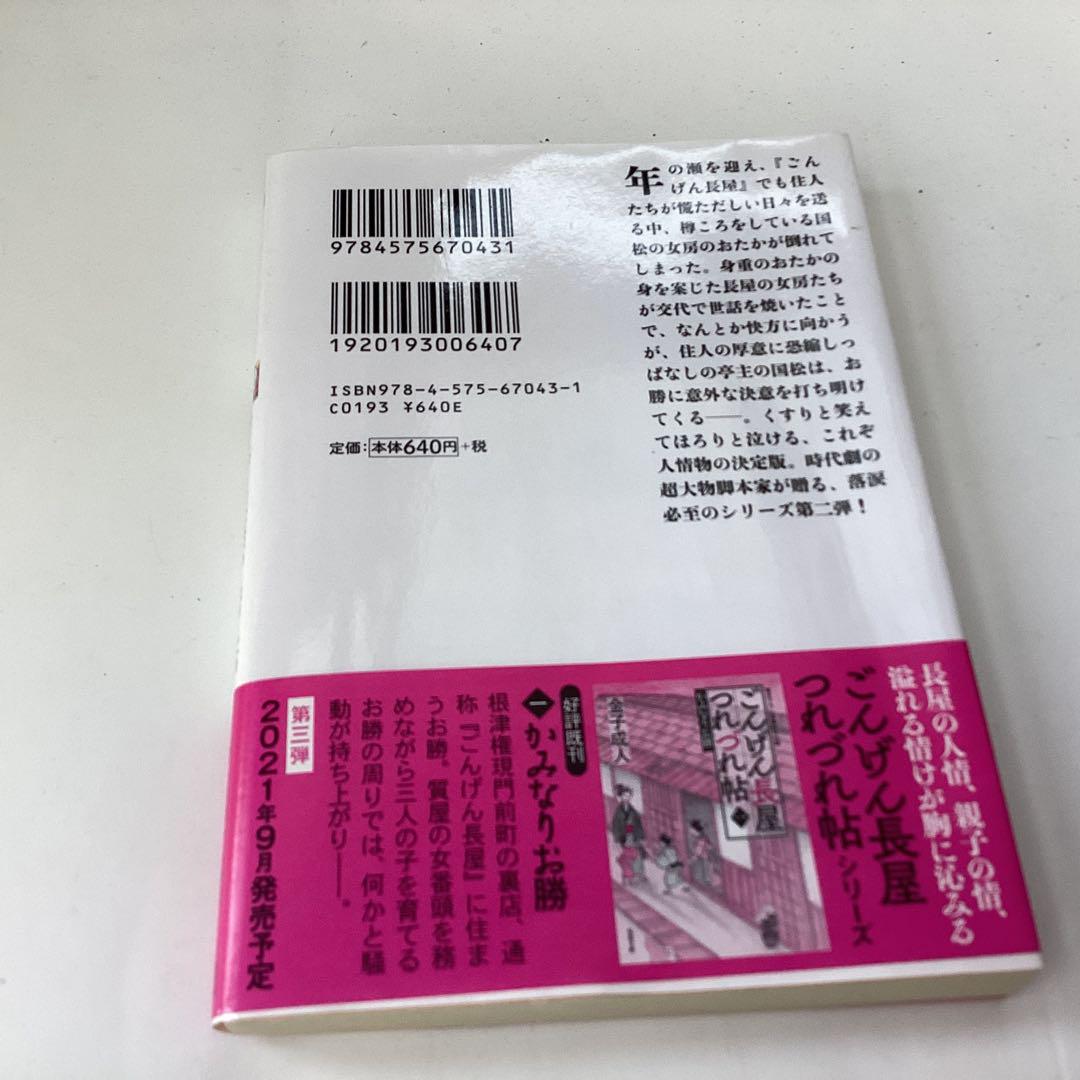 9784575670431
1920193006407
ISBN978-4-575-67043-1
C0193 ¥640E
定価：本体640円+税
年の瀬を迎え、『ごん
げん長屋』でも住人
たちが慌ただしい日々を送
る中、樽ころをしている国
松の女房のおたかが倒れて
しまった。身重のおたかの
身を案じた長屋の女房たち
が交代で世話を焼いたこと
で、なんとか快方に向かう
が、住人の厚意に恐縮しっ
ぱなしの亭主の国松は、お
勝に意外な決意を打ち明け
てくる――。くすりと笑え
てほろりと泣ける、これぞ
人情物の決定版。時代劇の
超大物脚本家が贈る、落涙
必至のシリーズ第二弾！
長屋の人情、親子の情、
溢れる情けが胸に沁みる
ごんげん長屋
つれづれ帖シリーズ
ごんげん長屋
つれづれ帖 一
金子成人
好評既刊
一 かみなりお勝
根津権現門前町の裏店、通
称『ごんげん長屋』に住ま
うお勝。質屋の女番頭を務
めながら三人の子を育てる
お勝の周りでは、何かと騒
動が持ち上がり――。
第三弾
2021年9月発売予定